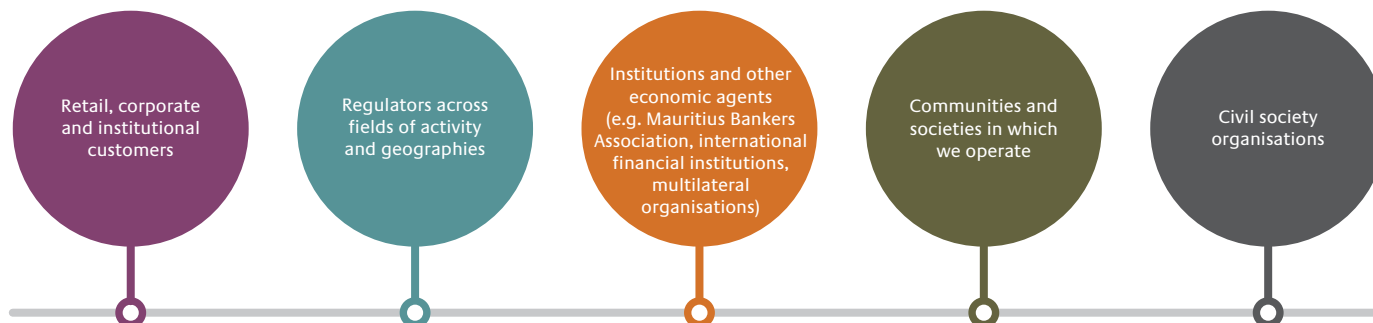 Retail, corporate
and institutional
customers
Regulators across
fields of activity
and geographies
Institutions and other
economic agents
(e.g. Mauritius Bankers
Association, international
financial institutions,
multilateral
organisations)
Communities and
societies in which
we operate
Civil society
organisations